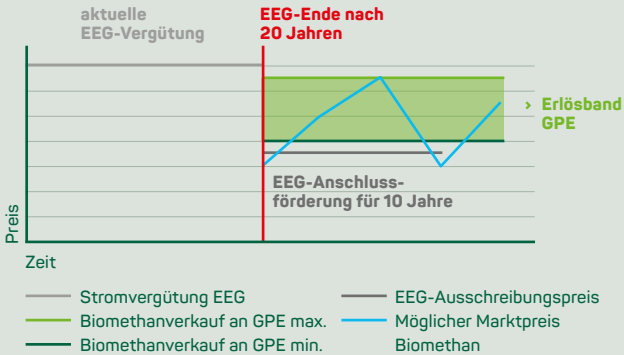 aktuelle
EEG-Vergütung
EEG-Ende nach
20 Jahren
› Erlösband
GPE
EEG-Anschluss-
förderung für 10 Jahre
Preis
Zeit
Stromvergütung EEG
Biomethanverkauf an GPE max.
Biomethanverkauf an GPE min.
EEG-Ausschreibungspreis
Möglicher Marktpreis
Biomethan